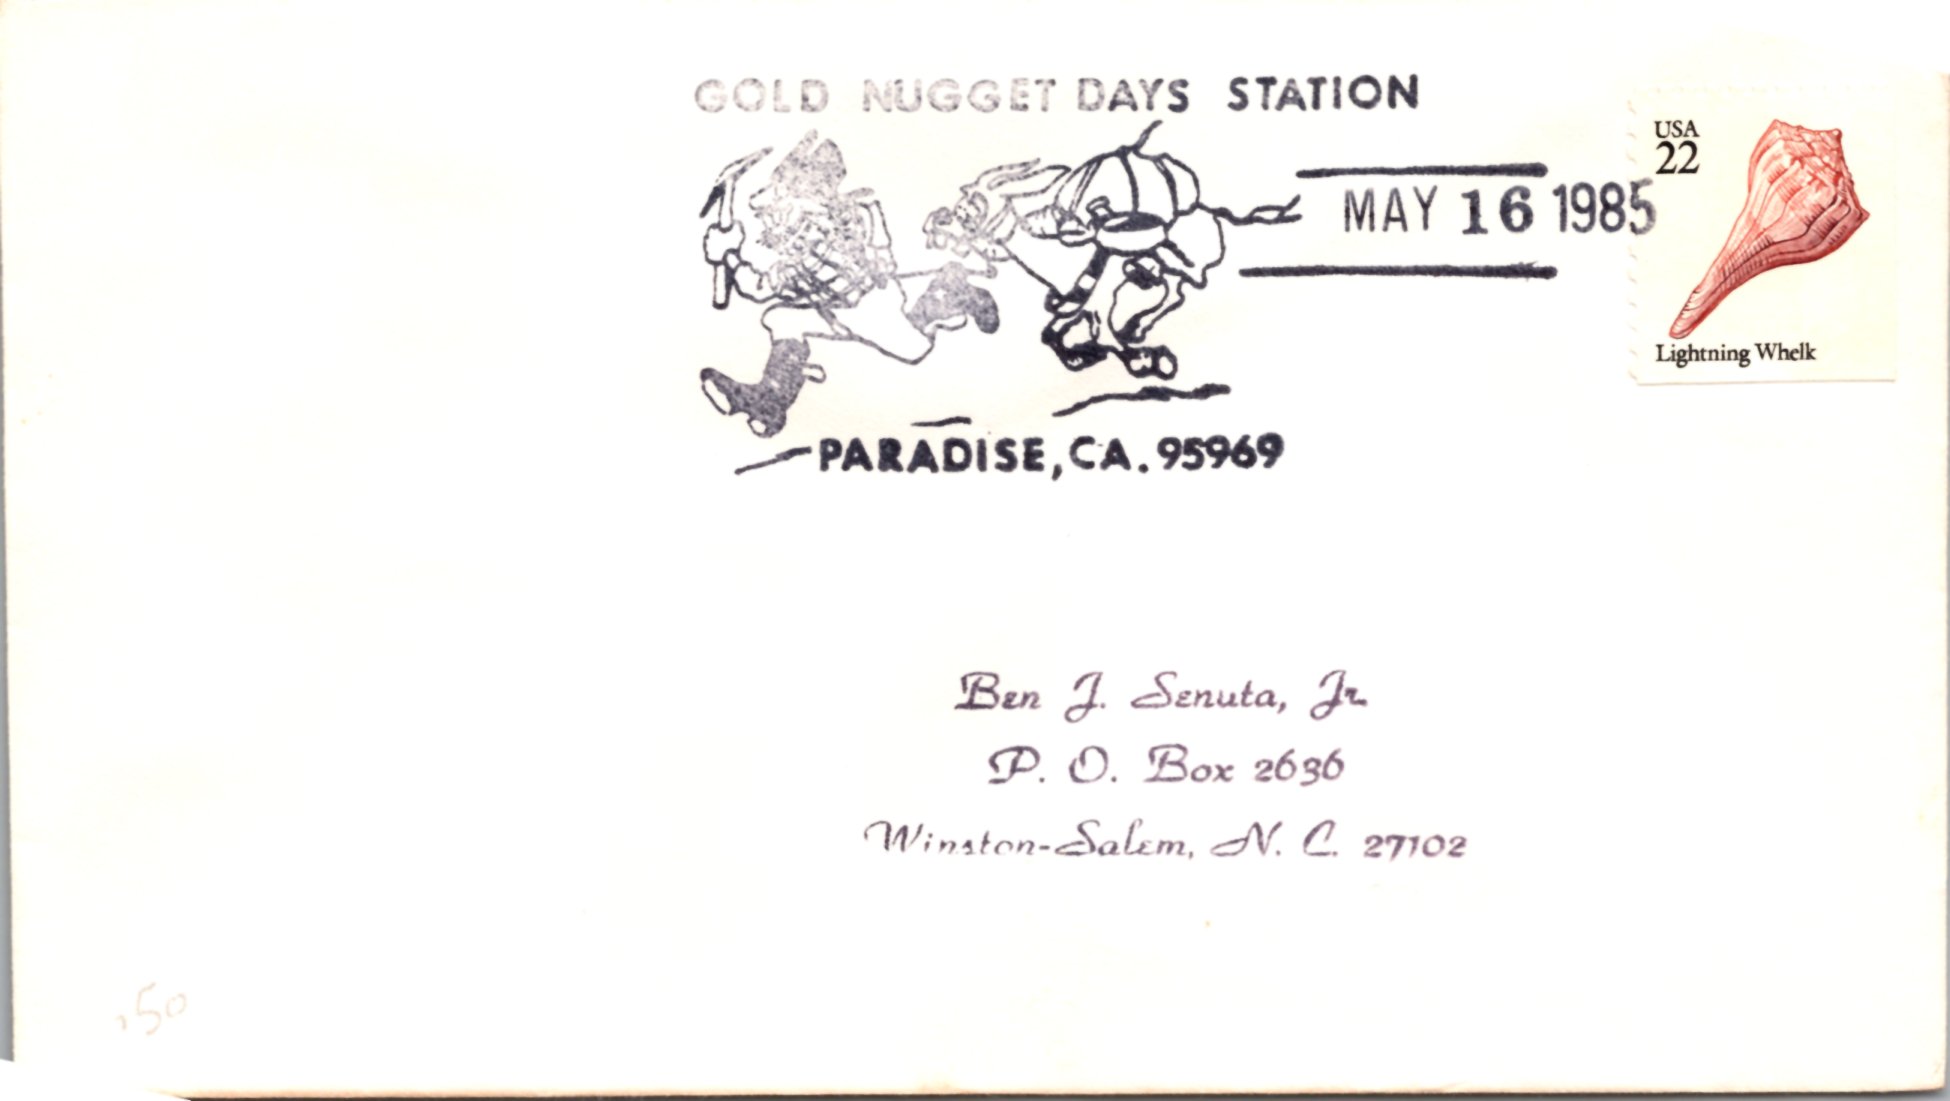 GOLD NUGGET DAYS STATION
MAY 16 1985
PARADISE, CA. 95969
USA
22
Lightning Whelk
Ben J. Senuta, Jr.
P. O. Box 2636
Winston-Salem, N. C. 27102
.50